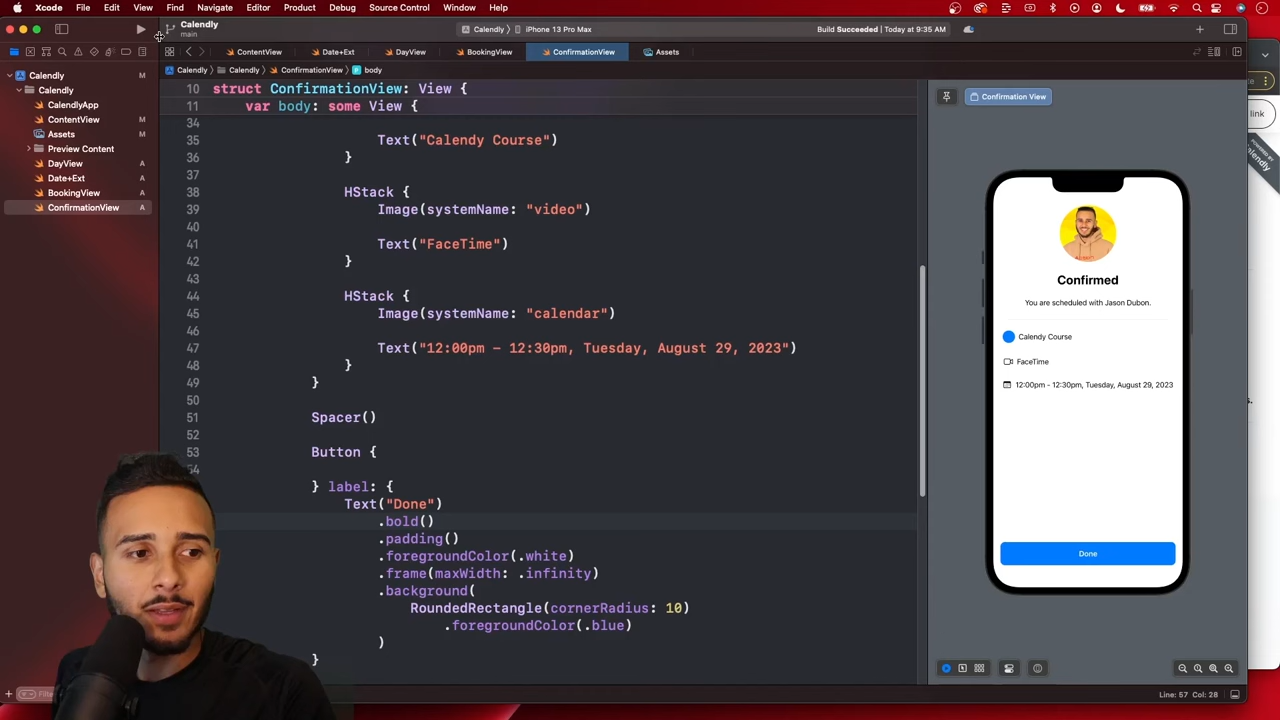 Xcode File Edit View Find Navigate Editor Product Debug Source Control Window Help
Calendly
main
Calendly iPhone 13 Pro Max
Build Succeeded | Today at 9:35 AM
ContentView Date+Ext DayView BookingView ConfirmationView Assets
Calendly Calendly ConfirmationView body
Calendly M
Calendly
CalendlyApp M
ContentView M
Assets M
Preview Content
DayView A
Date+Ext A
BookingView A
ConfirmationView A
10 struct ConfirmationView: View {
11 var body: some View {
34
35 Text("Calendy Course")
36 }
37
38 HStack {
39 Image(systemName: "video")
40
41 Text("FaceTime")
42 }
43
44 HStack {
45 Image(systemName: "calendar")
46
47 Text("12:00pm - 12:30pm, Tuesday, August 29, 2023")
48 }
49 }
50
51 Spacer()
52
53 Button {
54
} label: {
Text("Done")
.bold()
.padding()
.foregroundColor(.white)
.frame(maxWidth: .infinity)
.background(
RoundedRectangle(cornerRadius: 10)
.foregroundColor(.blue)
)
}
Confirmation View
Confirmed
You are scheduled with Jason Dubon.
Calendy Course
FaceTime
12:00pm - 12:30pm, Tuesday, August 29, 2023
Done
link
Calendly
Line: 57 Col: 28